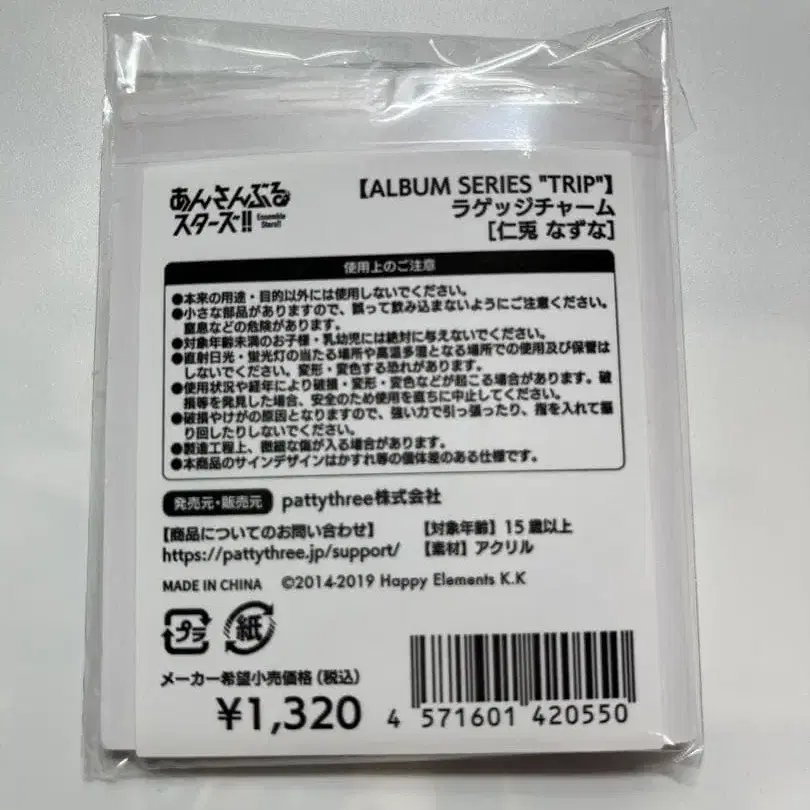 あんさんぶる
スターズ!!
Ensemble
Stars!!
【ALBUM SERIES "TRIP"】
ラゲッジチャーム
[仁兎 なずな]
使用上のご注意
●本来の用途・目的以外には使用しないでください。
●小さな部品がありますので、誤って飲み込まないようにご注意ください。
窒息などの危険があります。
●対象年齢未満のお子様・乳幼児には絶対に与えないでください。
●直射日光・蛍光灯の当たる場所や高温多湿となる場所での使用及び保管は
しないでください。変形・変色する恐れがあります。
●使用状況や経年により破損・変形・変色などが起こる場合があります。破
損等を発見した場合、安全のため使用を直ちに中止してください。
●破損やけがの原因となりますので、強い力で引っ張ったり、指を入れて振
り回したりしないでください。
●製造工程上、微細な傷が入る場合があります。
●本商品のサインデザインはかすれ等の個体差のある仕様です。
発売元・販売元 pattythree株式会社
【商品についてのお問い合わせ】
https://pattythree.jp/support/
【対象年齢】15歳以上
【素材】アクリル
MADE IN CHINA ©2014-2019 Happy Elements K.K
プラ 紙
メーカー希望小売価格(税込)
¥1,320
4 571601 420550